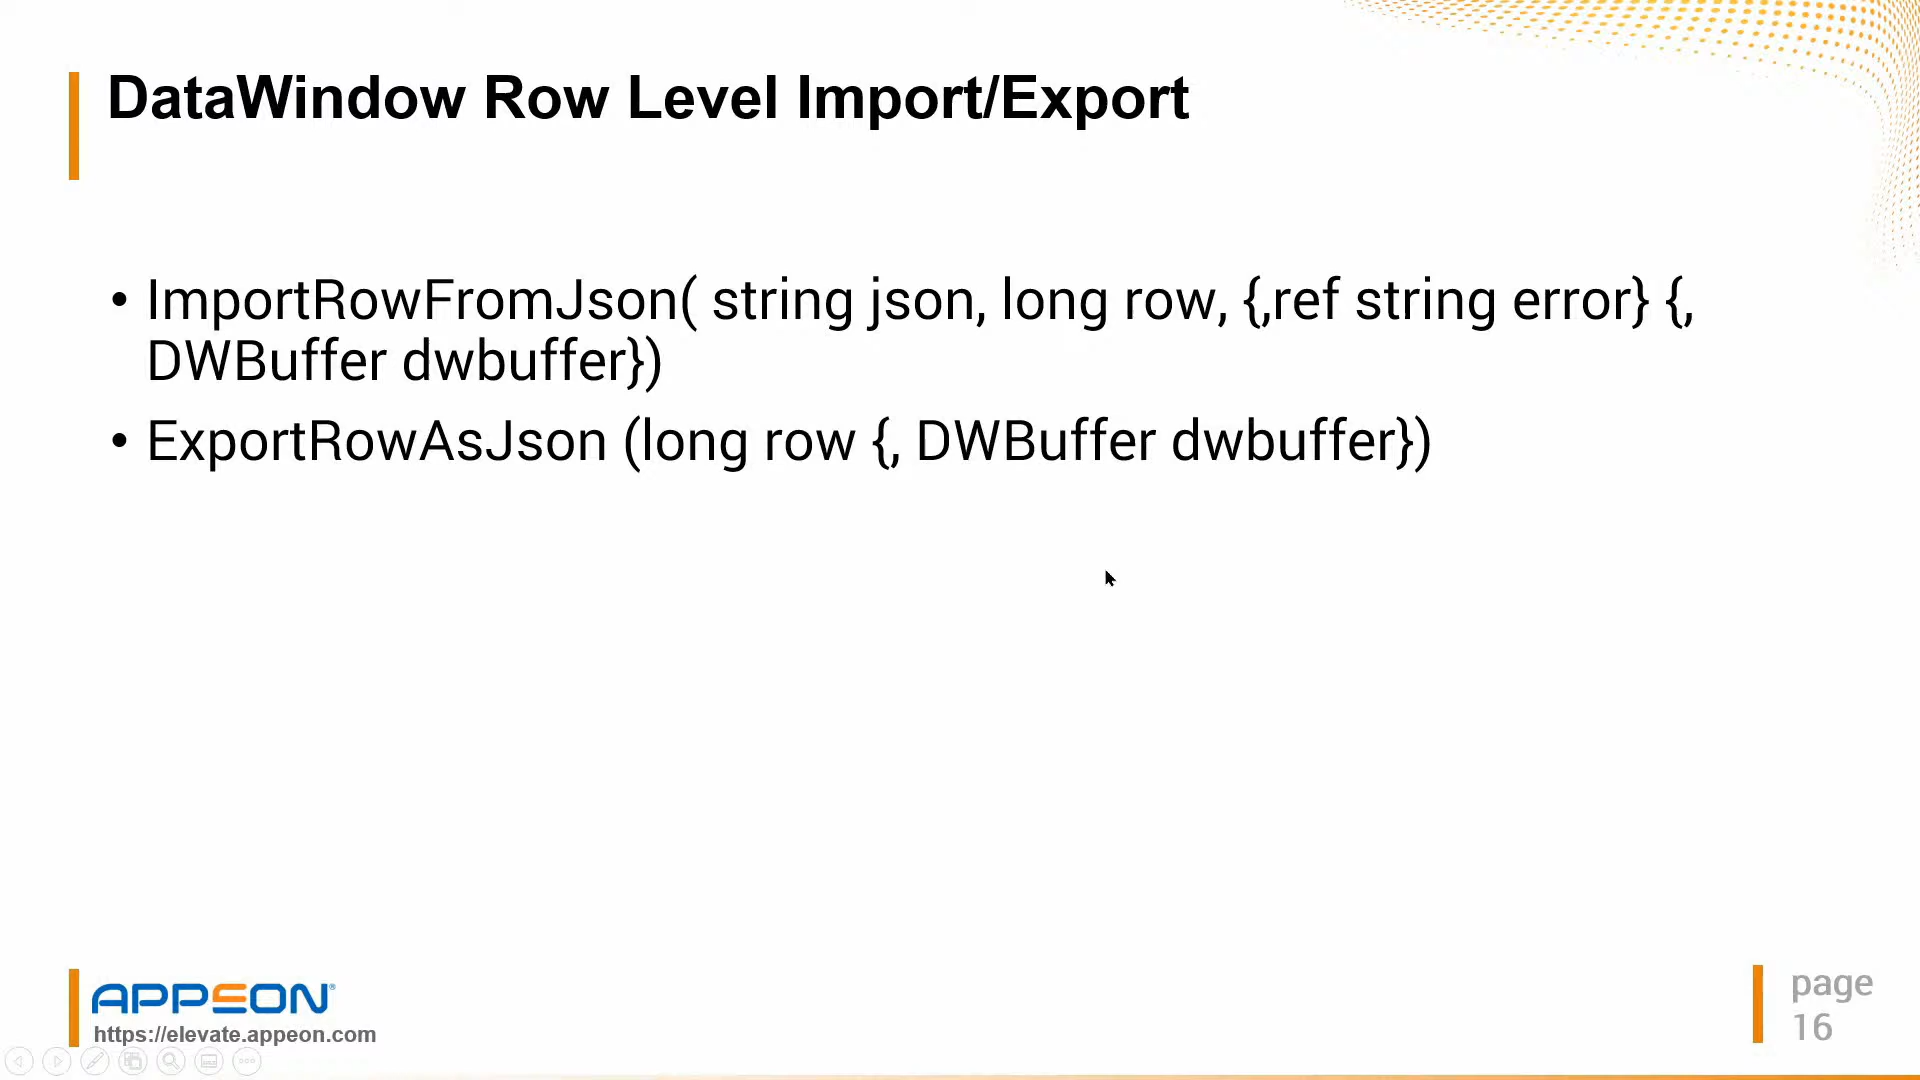 DataWindow Row Level Import/Export
• ImportRowFromJson( string json, long row, {,ref string error} {,
DWBuffer dwbuffer})
• ExportRowAsJson (long row {, DWBuffer dwbuffer})
APPEON®
https://elevate.appeon.com
page
16